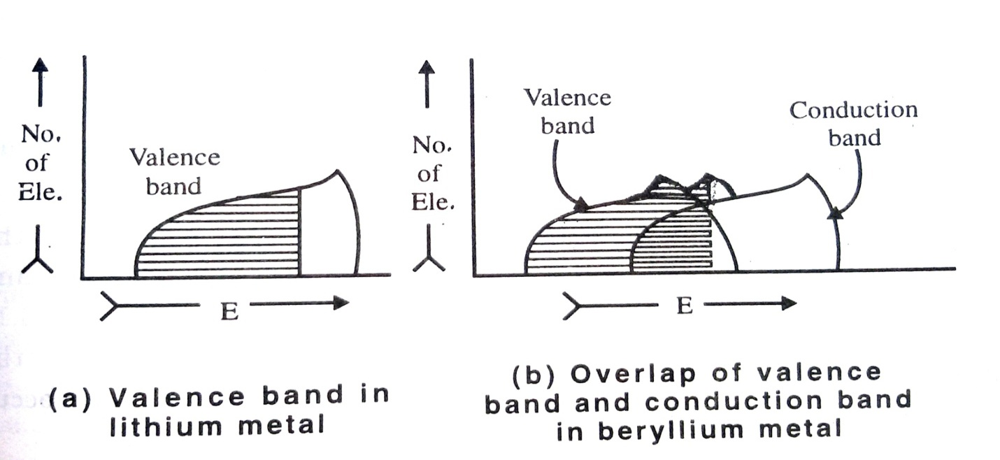 No.
of
Ele.
Valence
band
E
(a) Valence band in
lithium metal
No.
of
Ele.
Valence
band
Conduction
band
E
(b) Overlap of valence
band and conduction band
in beryllium metal